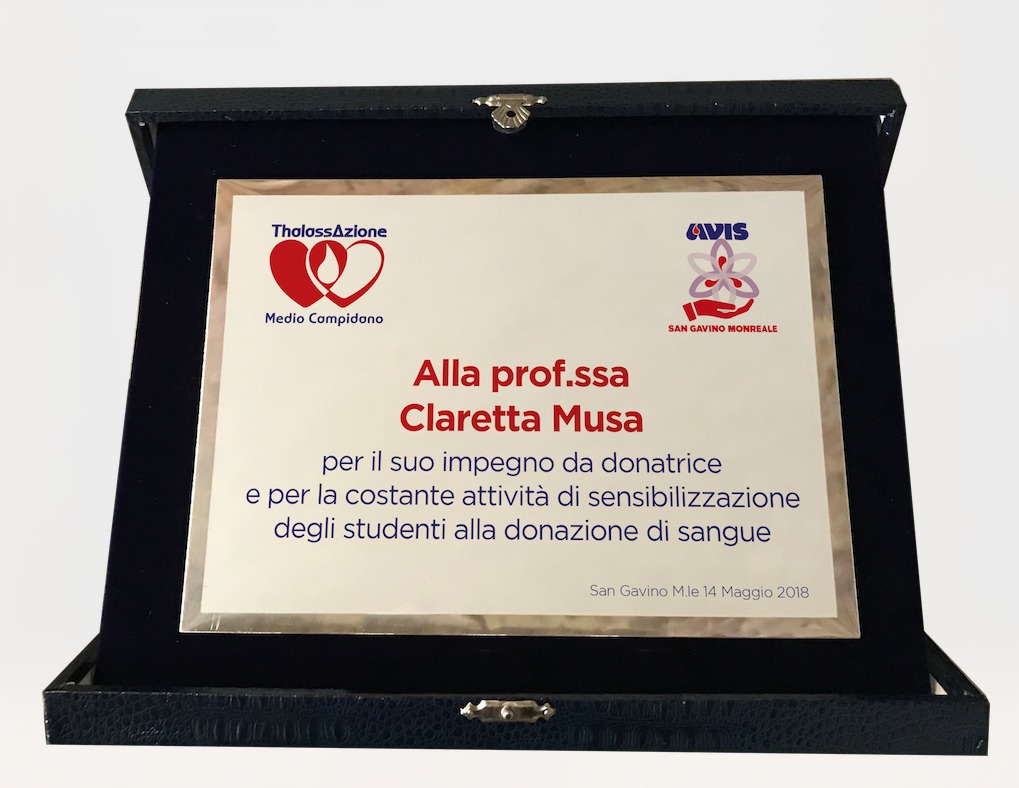 ThalassAzione
Medio Campidano
AVIS
SAN GAVINO MONREALE
Alla prof.ssa
Claretta Musa
per il suo impegno da donatrice
e per la costante attività di sensibilizzazione
degli studenti alla donazione di sangue
San Gavino M.le 14 Maggio 2018